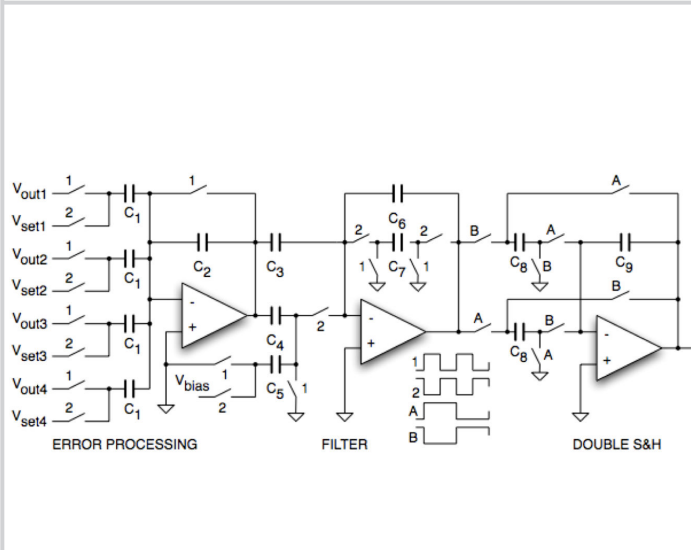 Vout1 1
Vset1 2
C1
1
Vout2 1
Vset2 2
C1
C2
C3
Vout3 1
Vset3 2
C1
-
+
C4
2
Vout4 1
Vset4 2
C1
Vbias
1
2
C5
1
C6
2
C7
2
1
1
-
+
1
2
A
B
B
A
C8
A
B
C9
B
A
C8
B
A
-
+
ERROR PROCESSING
FILTER
DOUBLE S&H